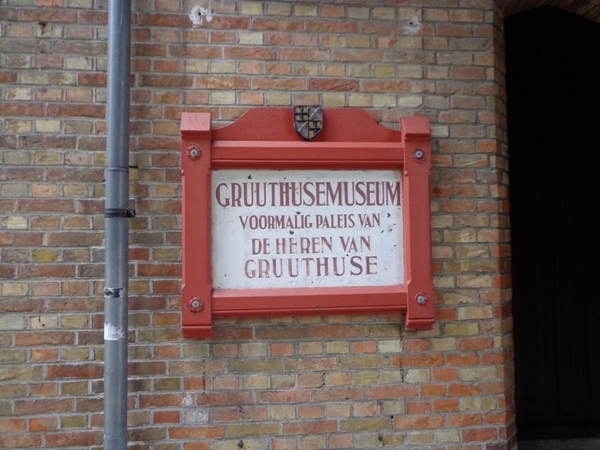 GRUUTHUSEMUSEUM
VOORMALIG PALEIS VAN
DE HEREN VAN
GRUUTHUSE